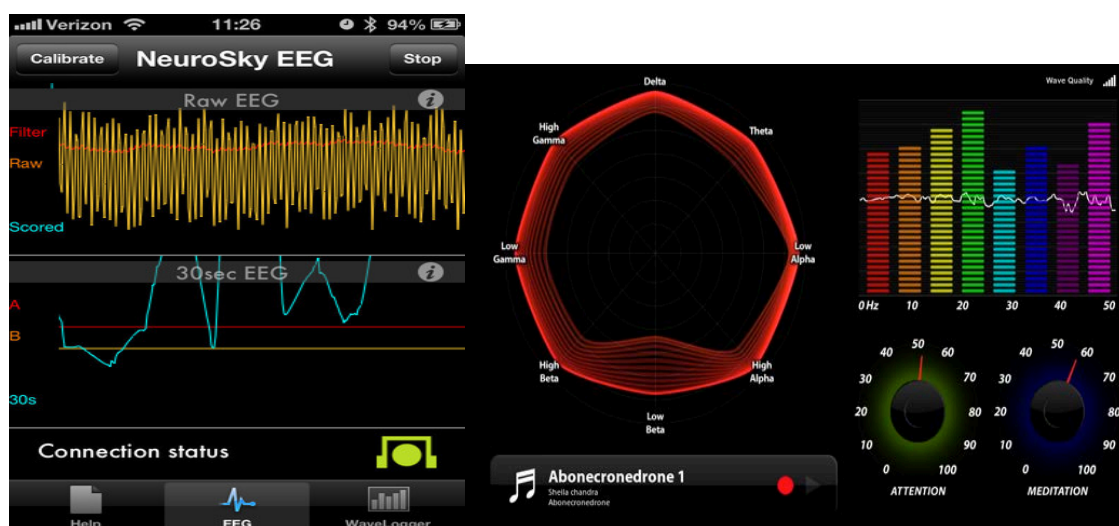 Verizon 11:26 94%
Calibrate NeuroSky EEG Stop
Raw EEG i
Filter
Raw
Scored
30sec EEG i
A
B
30s
Connection status
Help EEG WaveLogger
Delta
Theta
Low
Alpha
High
Alpha
Low
Beta
High
Beta
Low
Gamma
High
Gamma
Abonecronedrone 1
Sheila chandra
Abonecronedrone
Wave Quality
0 Hz 10 20 30 40 50
0 10 20 30 40 50 60 70 80 90 100
ATTENTION
0 10 20 30 40 50 60 70 80 90 100
MEDITATION